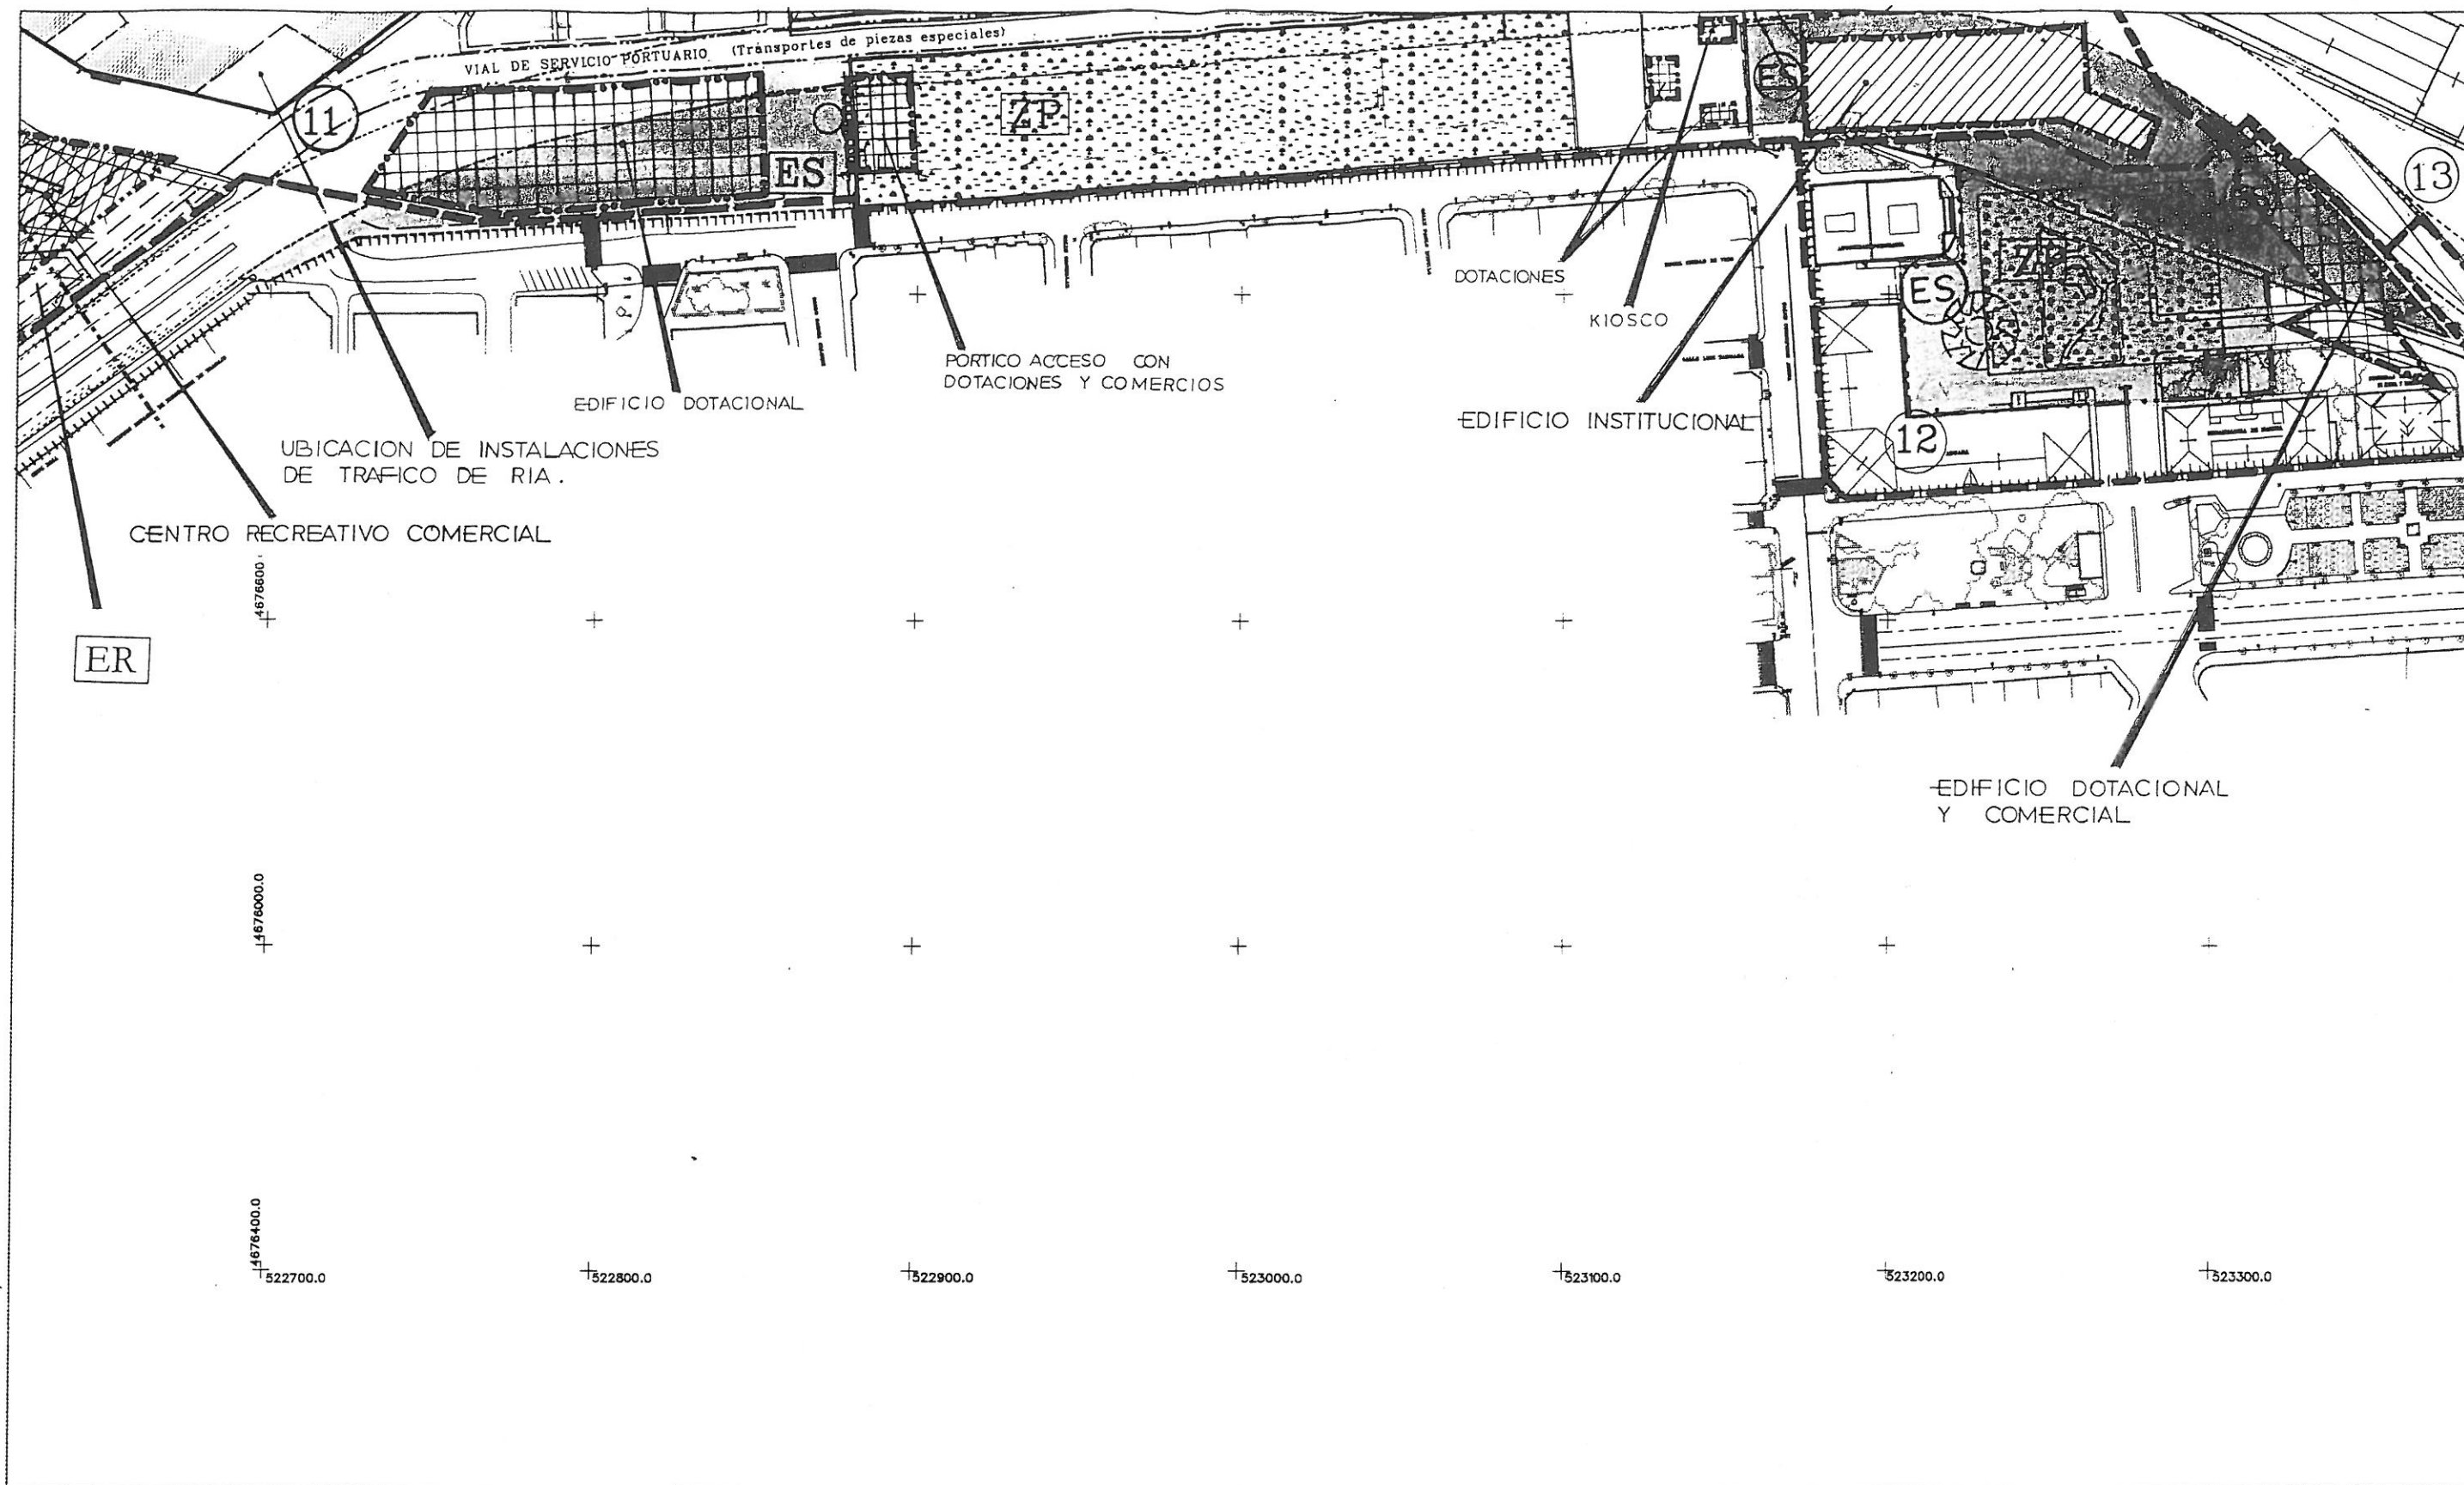 VIAL DE SERVICIO PORTUARIO (Transportes de piezas especiales)
11
ZP
ES
ES
13
ZP
ES
12
DOTACIONES
KIOSCO
PORTICO ACCESO CON
DOTACIONES Y COMERCIOS
EDIFICIO DOTACIONAL
EDIFICIO INSTITUCIONAL
UBICACION DE INSTALACIONES
DE TRAFICO DE RIA.
CENTRO RECREATIVO COMERCIAL
ER
EDIFICIO DOTACIONAL
Y COMERCIAL
4676600
4676000.0
4676400.0
522700.0
522800.0
522900.0
523000.0
523100.0
523200.0
523300.0